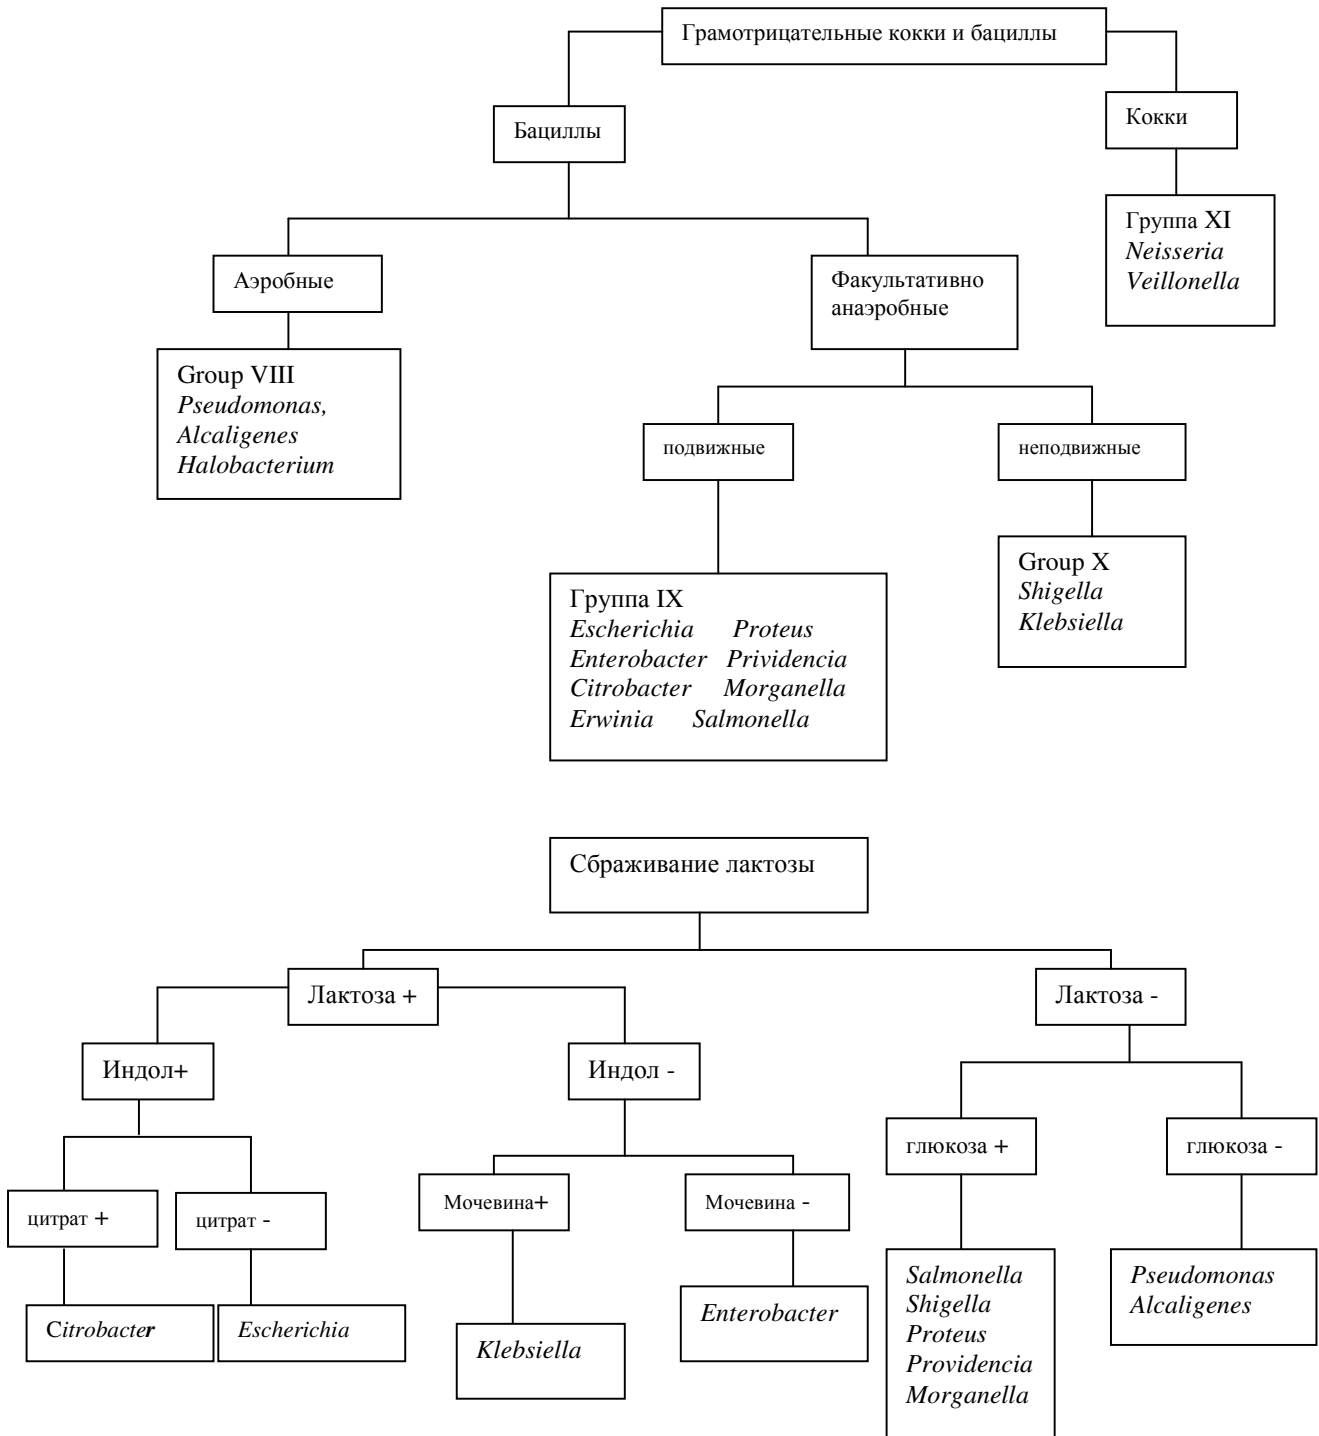 Грамотрицательные кокки и бациллы
Бациллы
Кокки
Группа XI
Neisseria
Veillonella
Аэробные
Факультативно
анаэробные
Group VIII
Pseudomonas,
Alcaligenes
Halobacterium
подвижные
неподвижные
Группа IX
Escherichia Proteus
Enterobacter Prividencia
Citrobacter Morganella
Erwinia Salmonella
Group X
Shigella
Klebsiella
Сбраживание лактозы
Лактоза +
Лактоза -
Индол+
Индол -
глюкоза +
глюкоза -
цитрат +
цитрат -
Мочевина+
Мочевина -
Citrobacter
Escherichia
Klebsiella
Enterobacter
Salmonella
Shigella
Proteus
Providencia
Morganella
Pseudomonas
Alcaligenes